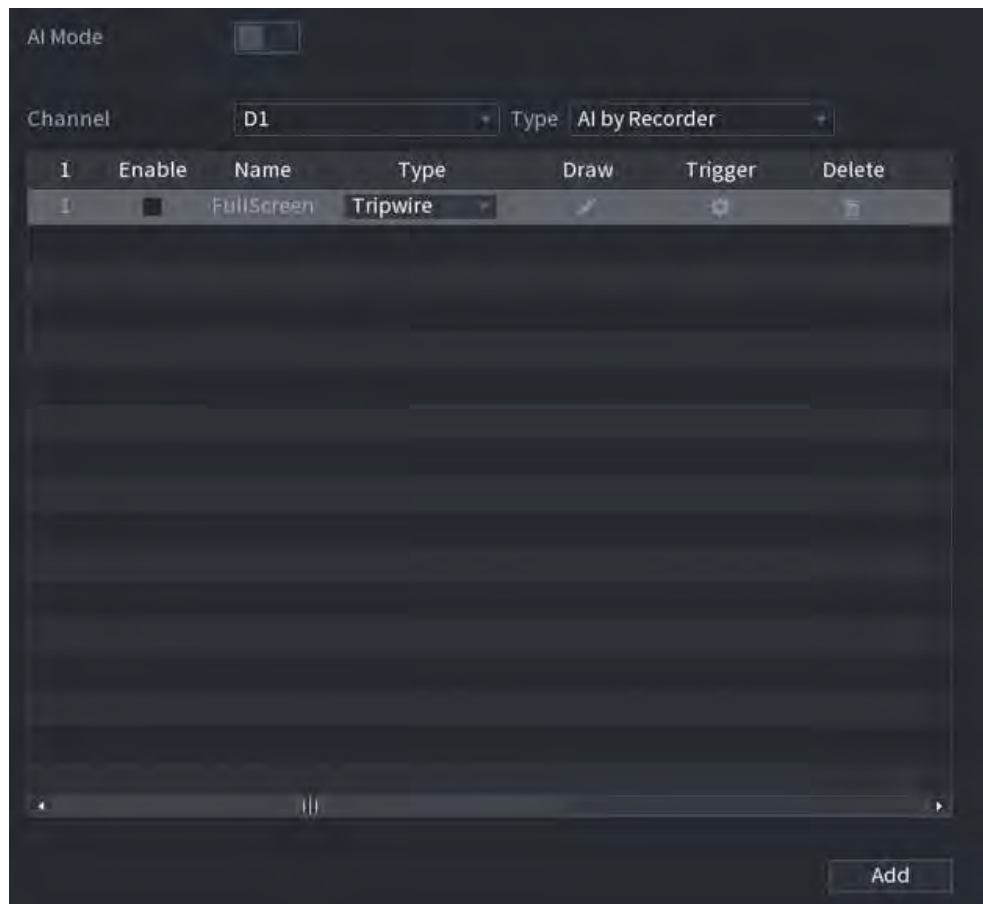 AI Mode
Channel D1 Type AI by Recorder
1 Enable Name Type Draw Trigger Delete
1 FullScreen Tripwire
Add